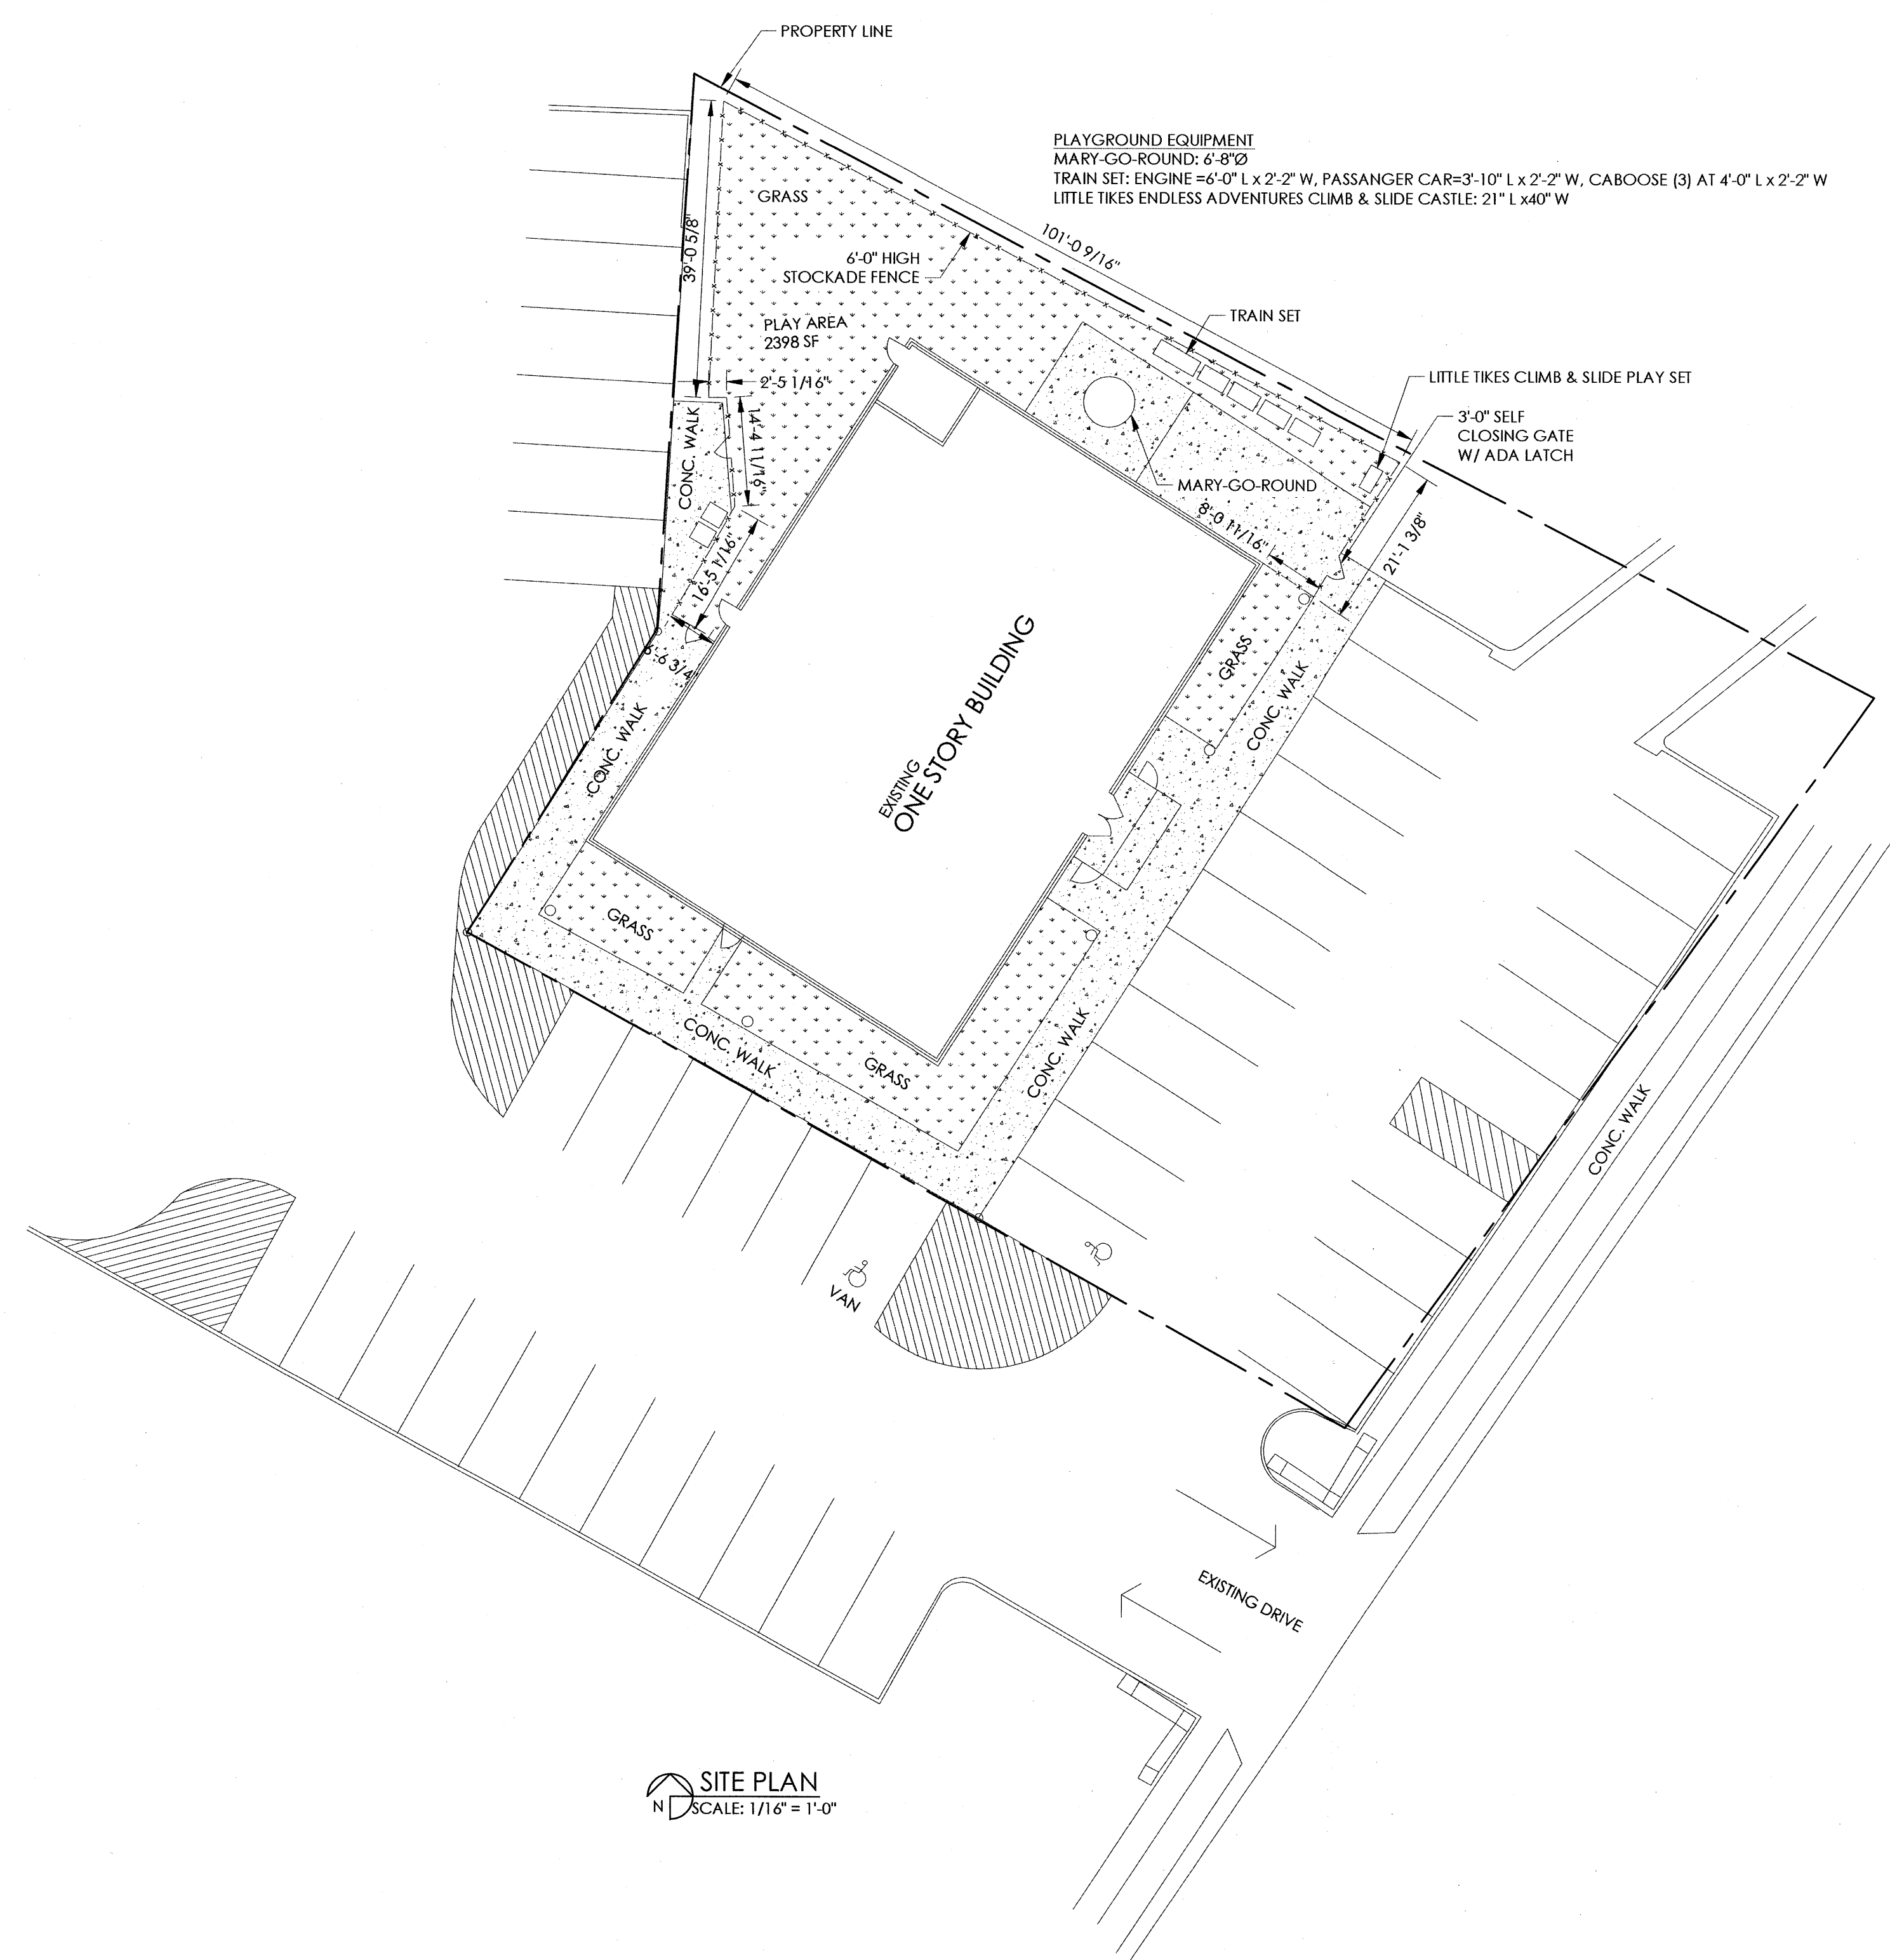 PROPERTY LINE
PLAYGROUND EQUIPMENT
MARY-GO-ROUND: 6'-8"Ø
TRAIN SET: ENGINE =6'-0" L x 2'-2" W, PASSANGER CAR=3'-10" L x 2'-2" W, CABOOSE (3) AT 4'-0" L x 2'-2" W
LITTLE TIKES ENDLESS ADVENTURES CLIMB & SLIDE CASTLE: 21" L x40" W
GRASS
39'-0 5/8"
101'-0 9/16"
6'-0" HIGH
STOCKADE FENCE
TRAIN SET
PLAY AREA
2398 SF
2'-5 1/16"
LITTLE TIKES CLIMB & SLIDE PLAY SET
3'-0" SELF
CLOSING GATE
W/ ADA LATCH
CONC. WALK
14'-4 11/16"
MARY-GO-ROUND
8'-0 11/16"
21'-1 3/8"
16'-5 1/16"
6'-6 3/4"
GRASS
CONC. WALK
CONC. WALK
EXISTING
ONE STORY BUILDING
GRASS
CONC. WALK
GRASS
CONC. WALK
CONC. WALK
VAN
EXISTING DRIVE
SITE PLAN
N
SCALE: 1/16" = 1'-0"